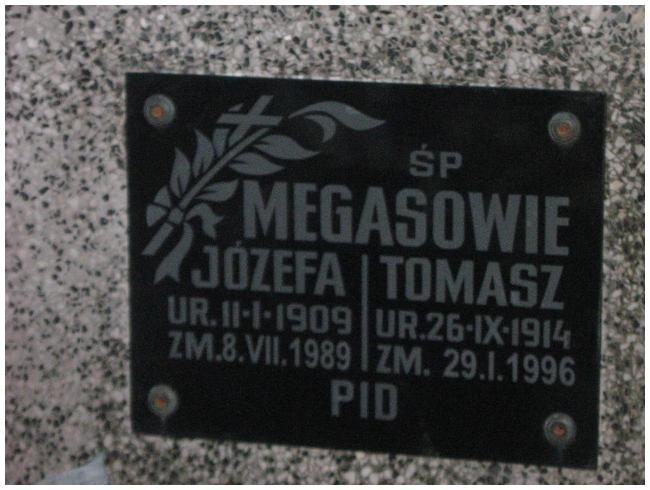 ŚP
MEGASOWIE
JÓZEFA TOMASZ
UR. 11·I·1909 UR. 26·IX·1914
ZM. 8. VII. 1989 ZM. 29. I. 1996
PID